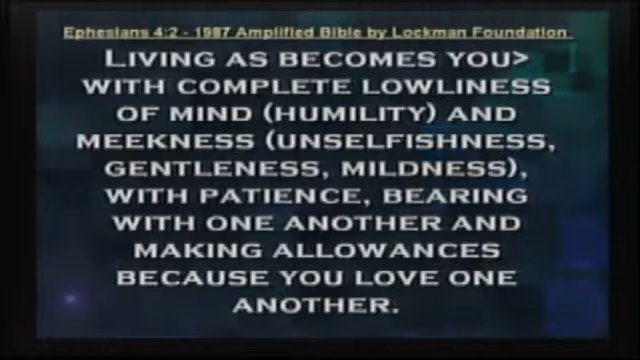 Ephesians 4:2 - 1987 Amplified Bible by Lockman Foundation
Living as becomes you>
with complete lowliness
of mind (humility) and
meekness (unselfishness,
gentleness, mildness),
with patience, bearing
with one another and
making allowances
because you love one
another.